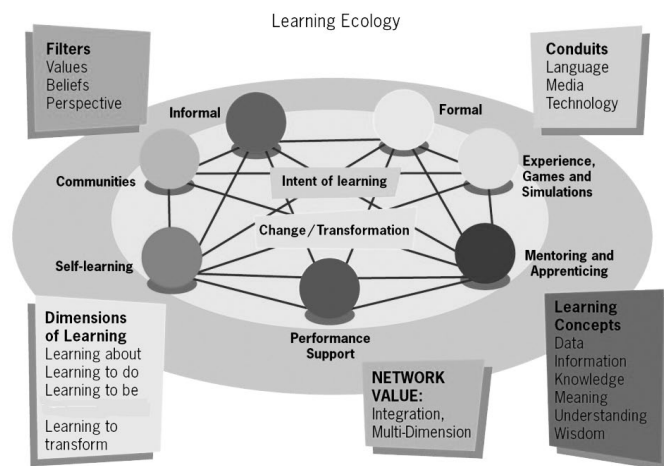 Learning Ecology
Filters
Values
Beliefs
Perspective
Conduits
Language
Media
Technology
Informal
Formal
Communities
Intent of learning
Experience,
Games and
Simulations
Change/Transformation
Self-learning
Mentoring and
Apprenticing
Performance
Support
Dimensions
of Learning
Learning about
Learning to do
Learning to be
Learning to
transform
NETWORK
VALUE:
Integration,
Multi-Dimension
Learning
Concepts
Data
Information
Knowledge
Meaning
Understanding
Wisdom